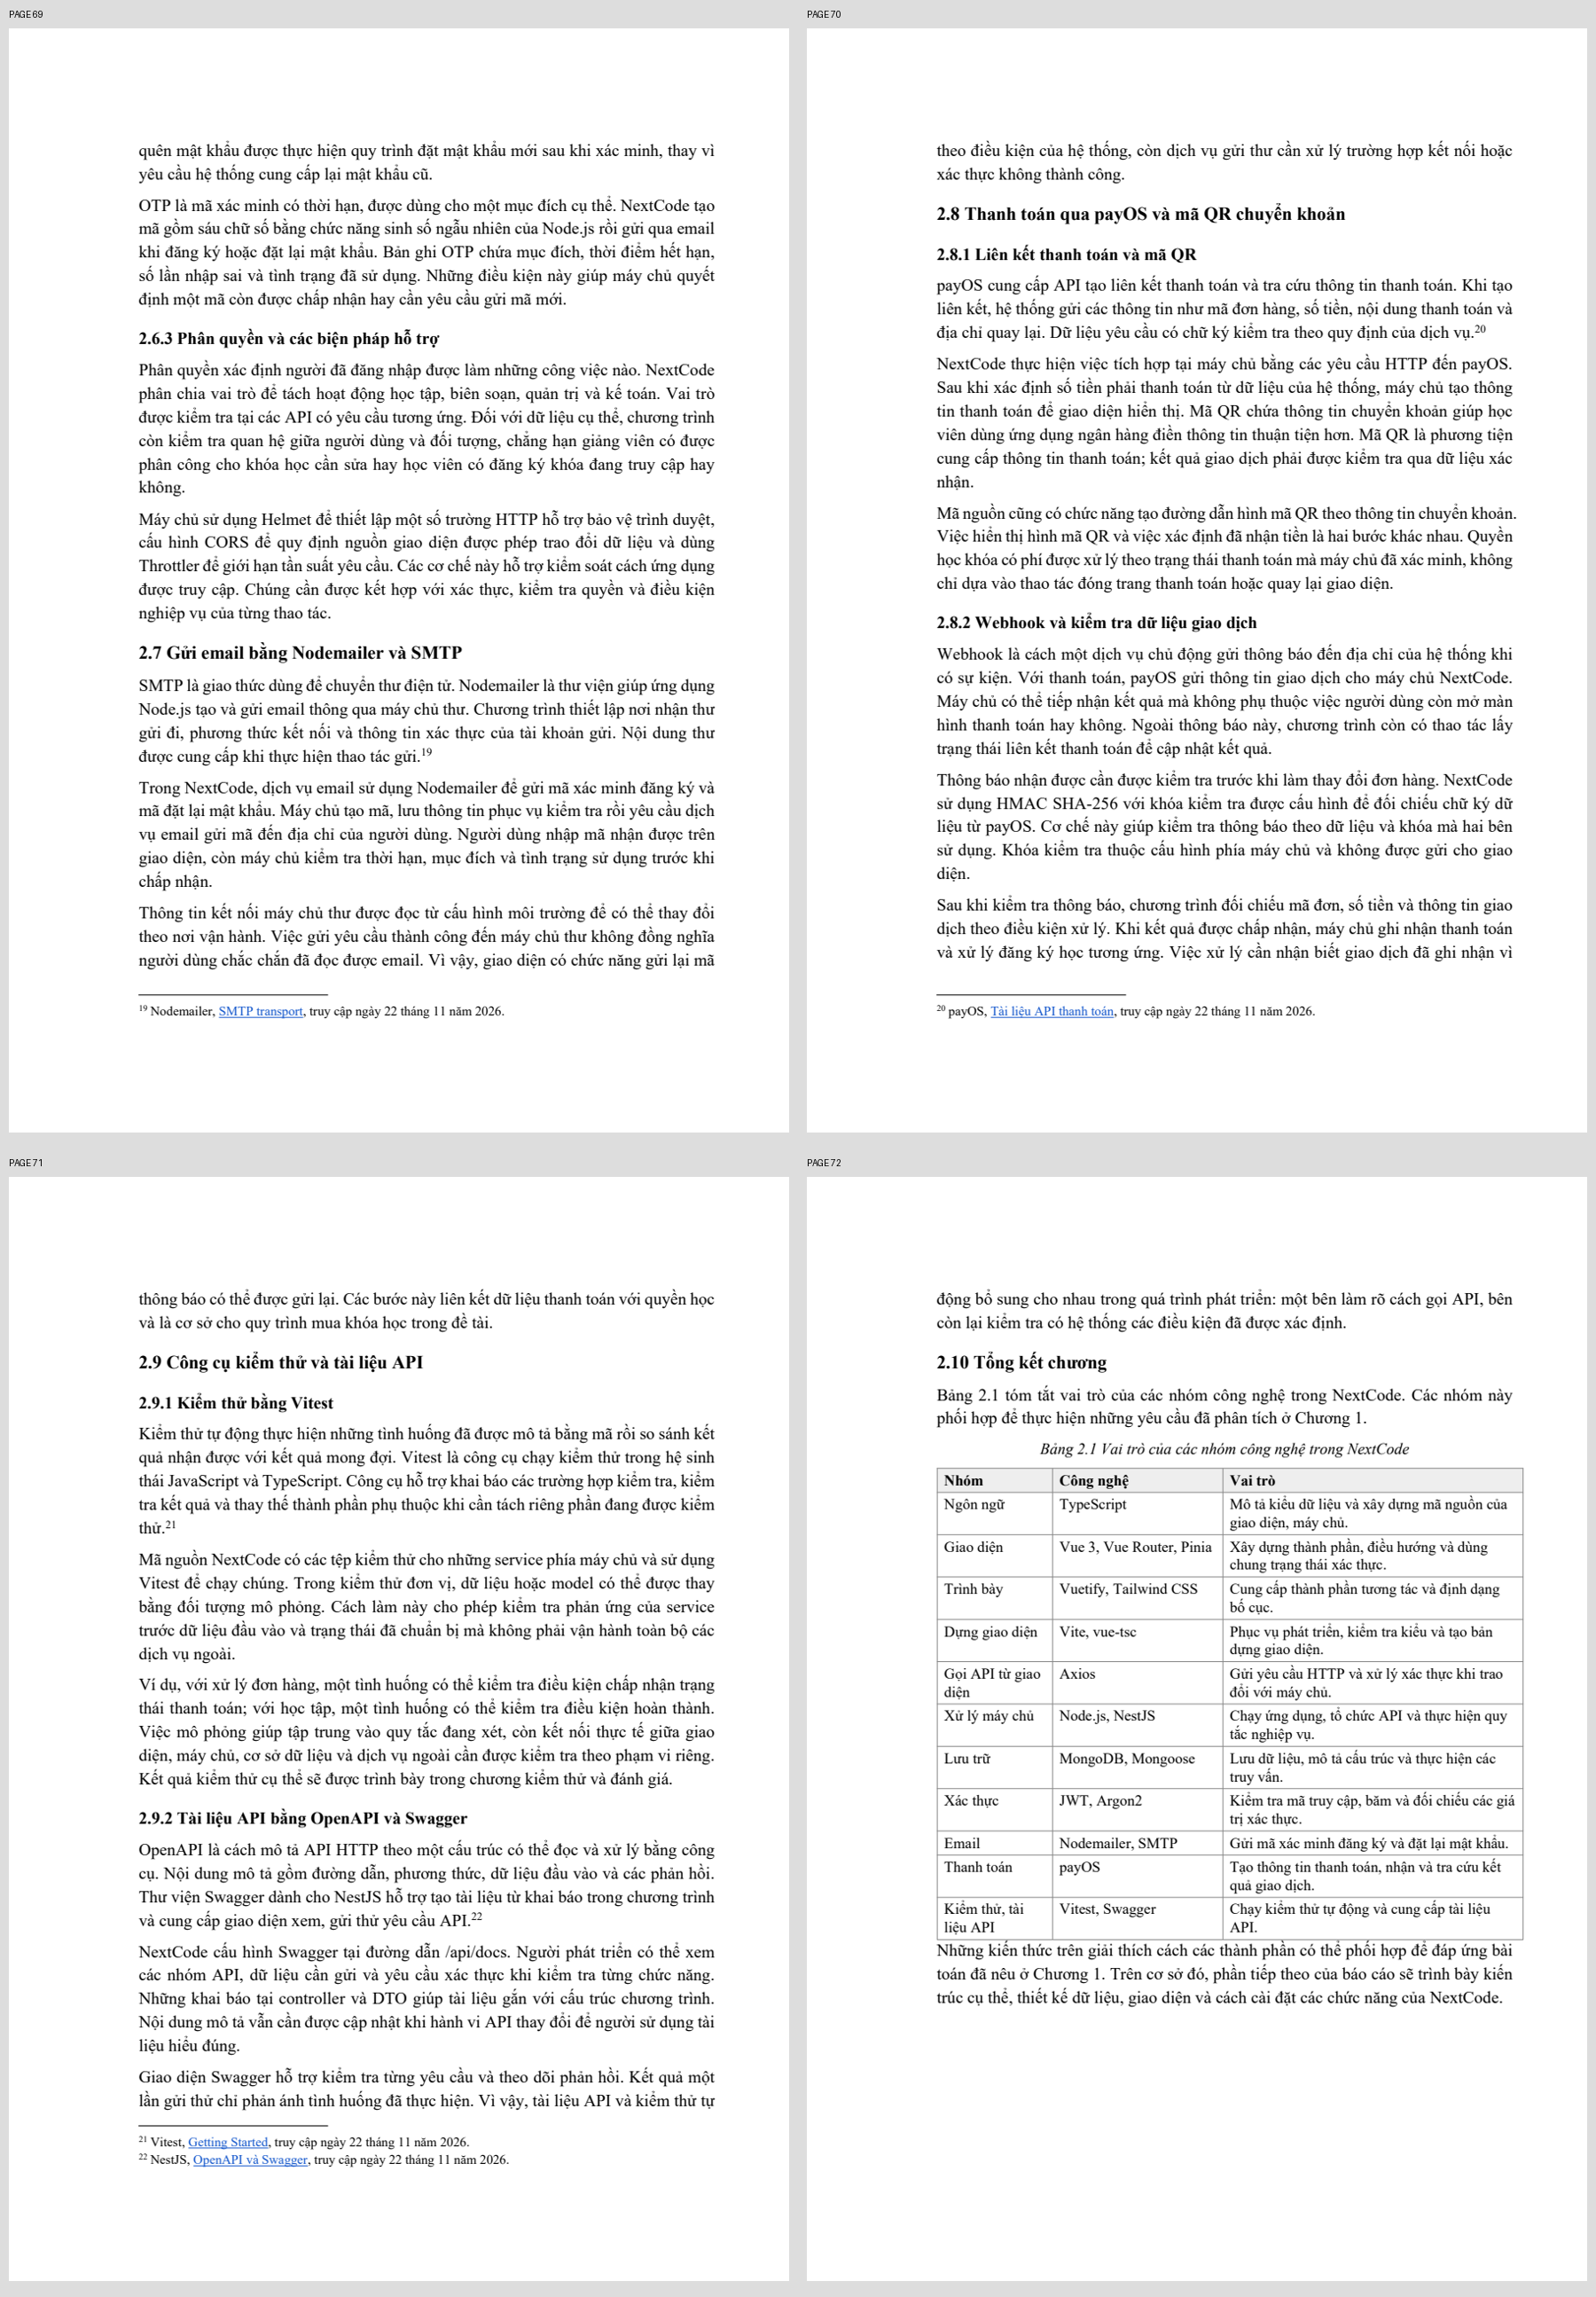 PAGE 69
quên mật khẩu được thực hiện quy trình đặt mật khẩu mới sau khi xác minh, thay vì
yêu cầu hệ thống cung cấp lại mật khẩu cũ.
OTP là mã xác minh có thời hạn, được dùng cho một mục đích cụ thể. NextCode tạo
mã gồm sáu chữ số bằng chức năng sinh số ngẫu nhiên của Node.js rồi gửi qua email
khi đăng ký hoặc đặt lại mật khẩu. Bản ghi OTP chứa mục đích, thời điểm hết hạn,
số lần nhập sai và tình trạng đã sử dụng. Những điều kiện này giúp máy chủ quyết
định một mã còn được chấp nhận hay cần yêu cầu gửi mã mới.
2.6.3 Phân quyền và các biện pháp hỗ trợ
Phân quyền xác định người đã đăng nhập được làm những công việc nào. NextCode
phân chia vai trò để tách hoạt động học tập, biên soạn, quản trị và kế toán. Vai trò
được kiểm tra tại các API có yêu cầu tương ứng. Đối với dữ liệu cụ thể, chương trình
còn kiểm tra quan hệ giữa người dùng và đối tượng, chẳng hạn giảng viên có được
phân công cho khóa học cần sửa hay học viên có đăng ký khóa đang truy cập hay
không.
Máy chủ sử dụng Helmet để thiết lập một số trường HTTP hỗ trợ bảo vệ trình duyệt,
cấu hình CORS để quy định nguồn giao diện được phép trao đổi dữ liệu và dùng
Throttler để giới hạn tần suất yêu cầu. Các cơ chế này hỗ trợ kiểm soát cách ứng dụng
được truy cập. Chúng cần được kết hợp với xác thực, kiểm tra quyền và điều kiện
nghiệp vụ của từng thao tác.
2.7 Gửi email bằng Nodemailer và SMTP
SMTP là giao thức dùng để chuyển thư điện tử. Nodemailer là thư viện giúp ứng dụng
Node.js tạo và gửi email thông qua máy chủ thư. Chương trình thiết lập nơi nhận thư
gửi đi, phương thức kết nối và thông tin xác thực của tài khoản gửi. Nội dung thư
được cung cấp khi thực hiện thao tác gửi.19
Trong NextCode, dịch vụ email sử dụng Nodemailer để gửi mã xác minh đăng ký và
mã đặt lại mật khẩu. Máy chủ tạo mã, lưu thông tin phục vụ kiểm tra rồi yêu cầu dịch
vụ email gửi mã đến địa chỉ của người dùng. Người dùng nhập mã nhận được trên
giao diện, còn máy chủ kiểm tra thời hạn, mục đích và tình trạng sử dụng trước khi
chấp nhận.
Thông tin kết nối máy chủ thư được đọc từ cấu hình môi trường để có thể thay đổi
theo nơi vận hành. Việc gửi yêu cầu thành công đến máy chủ thư không đồng nghĩa
người dùng chắc chắn đã đọc được email. Vì vậy, giao diện có chức năng gửi lại mã
19 Nodemailer, SMTP transport, truy cập ngày 22 tháng 11 năm 2026.
PAGE 70
theo điều kiện của hệ thống, còn dịch vụ gửi thư cần xử lý trường hợp kết nối hoặc
xác thực không thành công.
2.8 Thanh toán qua payOS và mã QR chuyển khoản
2.8.1 Liên kết thanh toán và mã QR
payOS cung cấp API tạo liên kết thanh toán và tra cứu thông tin thanh toán. Khi tạo
liên kết, hệ thống gửi các thông tin như mã đơn hàng, số tiền, nội dung thanh toán và
địa chỉ quay lại. Dữ liệu yêu cầu có chữ ký kiểm tra theo quy định của dịch vụ.20
NextCode thực hiện việc tích hợp tại máy chủ bằng các yêu cầu HTTP đến payOS.
Sau khi xác định số tiền phải thanh toán từ dữ liệu của hệ thống, máy chủ tạo thông
tin thanh toán để giao diện hiển thị. Mã QR chứa thông tin chuyển khoản giúp học
viên dùng ứng dụng ngân hàng điền thông tin thuận tiện hơn. Mã QR là phương tiện
cung cấp thông tin thanh toán; kết quả giao dịch phải được kiểm tra qua dữ liệu xác
nhận.
Mã nguồn cũng có chức năng tạo đường dẫn hình mã QR theo thông tin chuyển khoản.
Việc hiển thị hình mã QR và việc xác định đã nhận tiền là hai bước khác nhau. Quyền
học khóa có phí được xử lý theo trạng thái thanh toán mà máy chủ đã xác minh, không
chỉ dựa vào thao tác đóng trang thanh toán hoặc quay lại giao diện.
2.8.2 Webhook và kiểm tra dữ liệu giao dịch
Webhook là cách một dịch vụ chủ động gửi thông báo đến địa chỉ của hệ thống khi
có sự kiện. Với thanh toán, payOS gửi thông tin giao dịch cho máy chủ NextCode.
Máy chủ có thể tiếp nhận kết quả mà không phụ thuộc việc người dùng còn mở màn
hình thanh toán hay không. Ngoài thông báo này, chương trình còn có thao tác lấy
trạng thái liên kết thanh toán để cập nhật kết quả.
Thông báo nhận được cần được kiểm tra trước khi làm thay đổi đơn hàng. NextCode
sử dụng HMAC SHA-256 với khóa kiểm tra được cấu hình để đối chiếu chữ ký dữ
liệu từ payOS. Cơ chế này giúp kiểm tra thông báo theo dữ liệu và khóa mà hai bên
sử dụng. Khóa kiểm tra thuộc cấu hình phía máy chủ và không được gửi cho giao
diện.
Sau khi kiểm tra thông báo, chương trình đối chiếu mã đơn, số tiền và thông tin giao
dịch theo điều kiện xử lý. Khi kết quả được chấp nhận, máy chủ ghi nhận thanh toán
và xử lý đăng ký học tương ứng. Việc xử lý cần nhận biết giao dịch đã ghi nhận vì
20 payOS, Tài liệu API thanh toán, truy cập ngày 22 tháng 11 năm 2026.
PAGE 71
thông báo có thể được gửi lại. Các bước này liên kết dữ liệu thanh toán với quyền học
và là cơ sở cho quy trình mua khóa học trong đề tài.
2.9 Công cụ kiểm thử và tài liệu API
2.9.1 Kiểm thử bằng Vitest
Kiểm thử tự động thực hiện những tình huống đã được mô tả bằng mã rồi so sánh kết
quả nhận được với kết quả mong đợi. Vitest là công cụ chạy kiểm thử trong hệ sinh
thái JavaScript và TypeScript. Công cụ hỗ trợ khai báo các trường hợp kiểm tra, kiểm
tra kết quả và thay thế thành phần phụ thuộc khi cần tách riêng phần đang được kiểm
thử.21
Mã nguồn NextCode có các tệp kiểm thử cho những service phía máy chủ và sử dụng
Vitest để chạy chúng. Trong kiểm thử đơn vị, dữ liệu hoặc model có thể được thay
bằng đối tượng mô phỏng. Cách làm này cho phép kiểm tra phản ứng của service
trước dữ liệu đầu vào và trạng thái đã chuẩn bị mà không phải vận hành toàn bộ các
dịch vụ ngoài.
Ví dụ, với xử lý đơn hàng, một tình huống có thể kiểm tra điều kiện chấp nhận trạng
thái thanh toán; với học tập, một tình huống có thể kiểm tra điều kiện hoàn thành.
Việc mô phỏng giúp tập trung vào quy tắc đang xét, còn kết nối thực tế giữa giao
diện, máy chủ, cơ sở dữ liệu và dịch vụ ngoài cần được kiểm tra theo phạm vi riêng.
Kết quả kiểm thử cụ thể sẽ được trình bày trong chương kiểm thử và đánh giá.
2.9.2 Tài liệu API bằng OpenAPI và Swagger
OpenAPI là cách mô tả API HTTP theo một cấu trúc có thể đọc và xử lý bằng công
cụ. Nội dung mô tả gồm đường dẫn, phương thức, dữ liệu đầu vào và các phản hồi.
Thư viện Swagger dành cho NestJS hỗ trợ tạo tài liệu từ khai báo trong chương trình
và cung cấp giao diện xem, gửi thử yêu cầu API.22
NextCode cấu hình Swagger tại đường dẫn /api/docs. Người phát triển có thể xem
các nhóm API, dữ liệu cần gửi và yêu cầu xác thực khi kiểm tra từng chức năng.
Những khai báo tại controller và DTO giúp tài liệu gắn với cấu trúc chương trình.
Nội dung mô tả vẫn cần được cập nhật khi hành vi API thay đổi để người sử dụng tài
liệu hiểu đúng.
Giao diện Swagger hỗ trợ kiểm tra từng yêu cầu và theo dõi phản hồi. Kết quả một
lần gửi thử chỉ phản ánh tình huống đã thực hiện. Vì vậy, tài liệu API và kiểm thử tự
21 Vitest, Getting Started, truy cập ngày 22 tháng 11 năm 2026.
22 NestJS, OpenAPI và Swagger, truy cập ngày 22 tháng 11 năm 2026.
PAGE 72
động bổ sung cho nhau trong quá trình phát triển: một bên làm rõ cách gọi API, bên
còn lại kiểm tra có hệ thống các điều kiện đã được xác định.
2.10 Tổng kết chương
Bảng 2.1 tóm tắt vai trò của các nhóm công nghệ trong NextCode. Các nhóm này
phối hợp để thực hiện những yêu cầu đã phân tích ở Chương 1.
Bảng 2.1 Vai trò của các nhóm công nghệ trong NextCode
Nhóm Công nghệ Vai trò
Ngôn ngữ TypeScript Mô tả kiểu dữ liệu và xây dựng mã nguồn của
giao diện, máy chủ.
Giao diện Vue 3, Vue Router, Pinia Xây dựng thành phần, điều hướng và dùng
chung trạng thái xác thực.
Trình bày Vuetify, Tailwind CSS Cung cấp thành phần tương tác và định dạng
bố cục.
Dựng giao diện Vite, vue-tsc Phục vụ phát triển, kiểm tra kiểu và tạo bản
dựng giao diện.
Gọi API từ giao Axios Gửi yêu cầu HTTP và xử lý xác thực khi trao
diện đổi với máy chủ.
Xử lý máy chủ Node.js, NestJS Chạy ứng dụng, tổ chức API và thực hiện quy
tắc nghiệp vụ.
Lưu trữ MongoDB, Mongoose Lưu dữ liệu, mô tả cấu trúc và thực hiện các
truy vấn.
Xác thực JWT, Argon2 Kiểm tra mã truy cập, băm và đối chiếu các giá
trị xác thực.
Email Nodemailer, SMTP Gửi mã xác minh đăng ký và đặt lại mật khẩu.
Thanh toán payOS Tạo thông tin thanh toán, nhận và tra cứu kết
quả giao dịch.
Kiểm thử, tài Vitest, Swagger Chạy kiểm thử tự động và cung cấp tài liệu
liệu API API.
Những kiến thức trên giải thích cách các thành phần có thể phối hợp để đáp ứng bài
toán đã nêu ở Chương 1. Trên cơ sở đó, phần tiếp theo của báo cáo sẽ trình bày kiến
trúc cụ thể, thiết kế dữ liệu, giao diện và cách cài đặt các chức năng của NextCode.